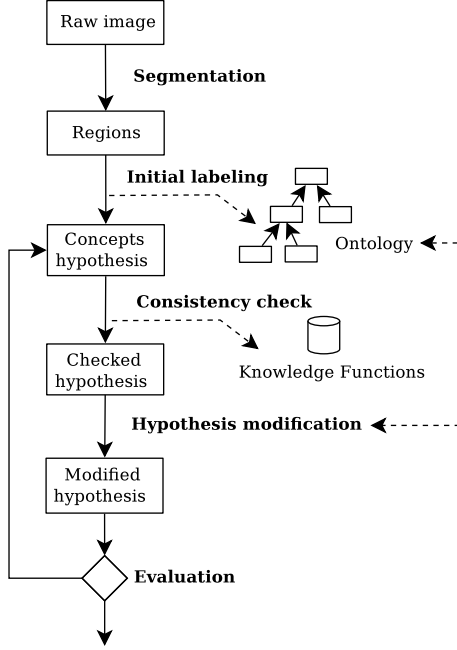 Raw image
Segmentation
Regions
Initial labeling
Concepts
hypothesis
Ontology
Consistency check
Checked
hypothesis
Knowledge Functions
Hypothesis modification
Modified
hypothesis
Evaluation